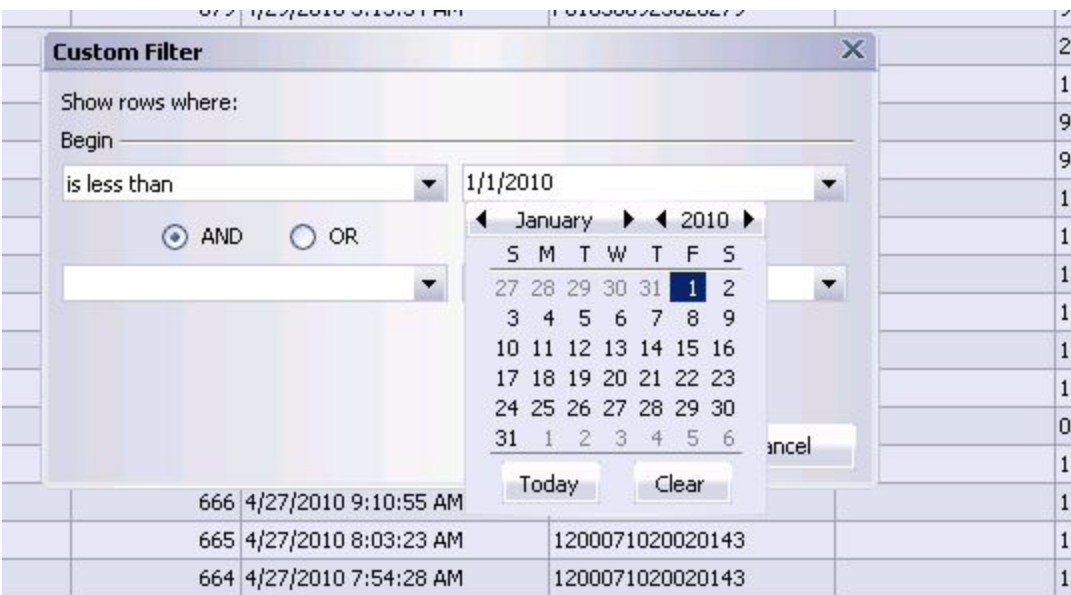 Custom Filter
Show rows where:
Begin
is less than 1/1/2010
January 2010
AND OR
S M T W T F S
27 28 29 30 31 1 2
3 4 5 6 7 8 9
10 11 12 13 14 15 16
17 18 19 20 21 22 23
24 25 26 27 28 29 30
31 1 2 3 4 5 6
ancel
Today Clear
666 4/27/2010 9:10:55 AM
665 4/27/2010 8:03:23 AM 1200071020020143 1
664 4/27/2010 7:54:28 AM 1200071020020143 1